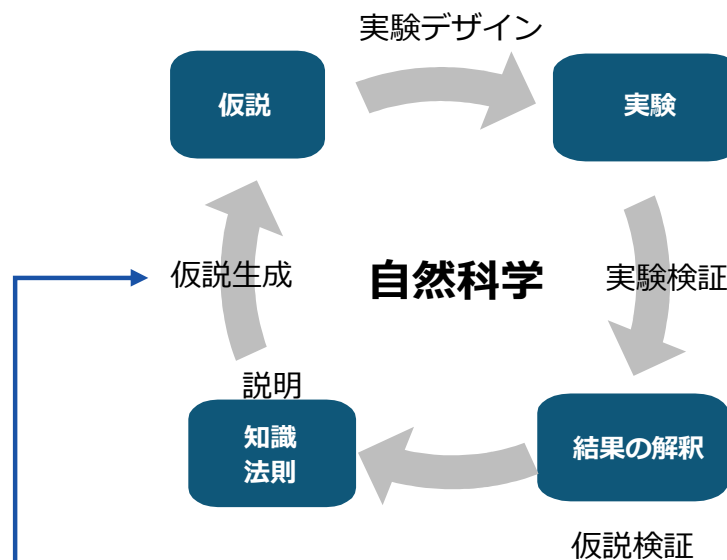 実験デザイン
仮説
実験
仮説生成
自然科学
実験検証
説明
知識
法則
結果の解釈
仮説検証